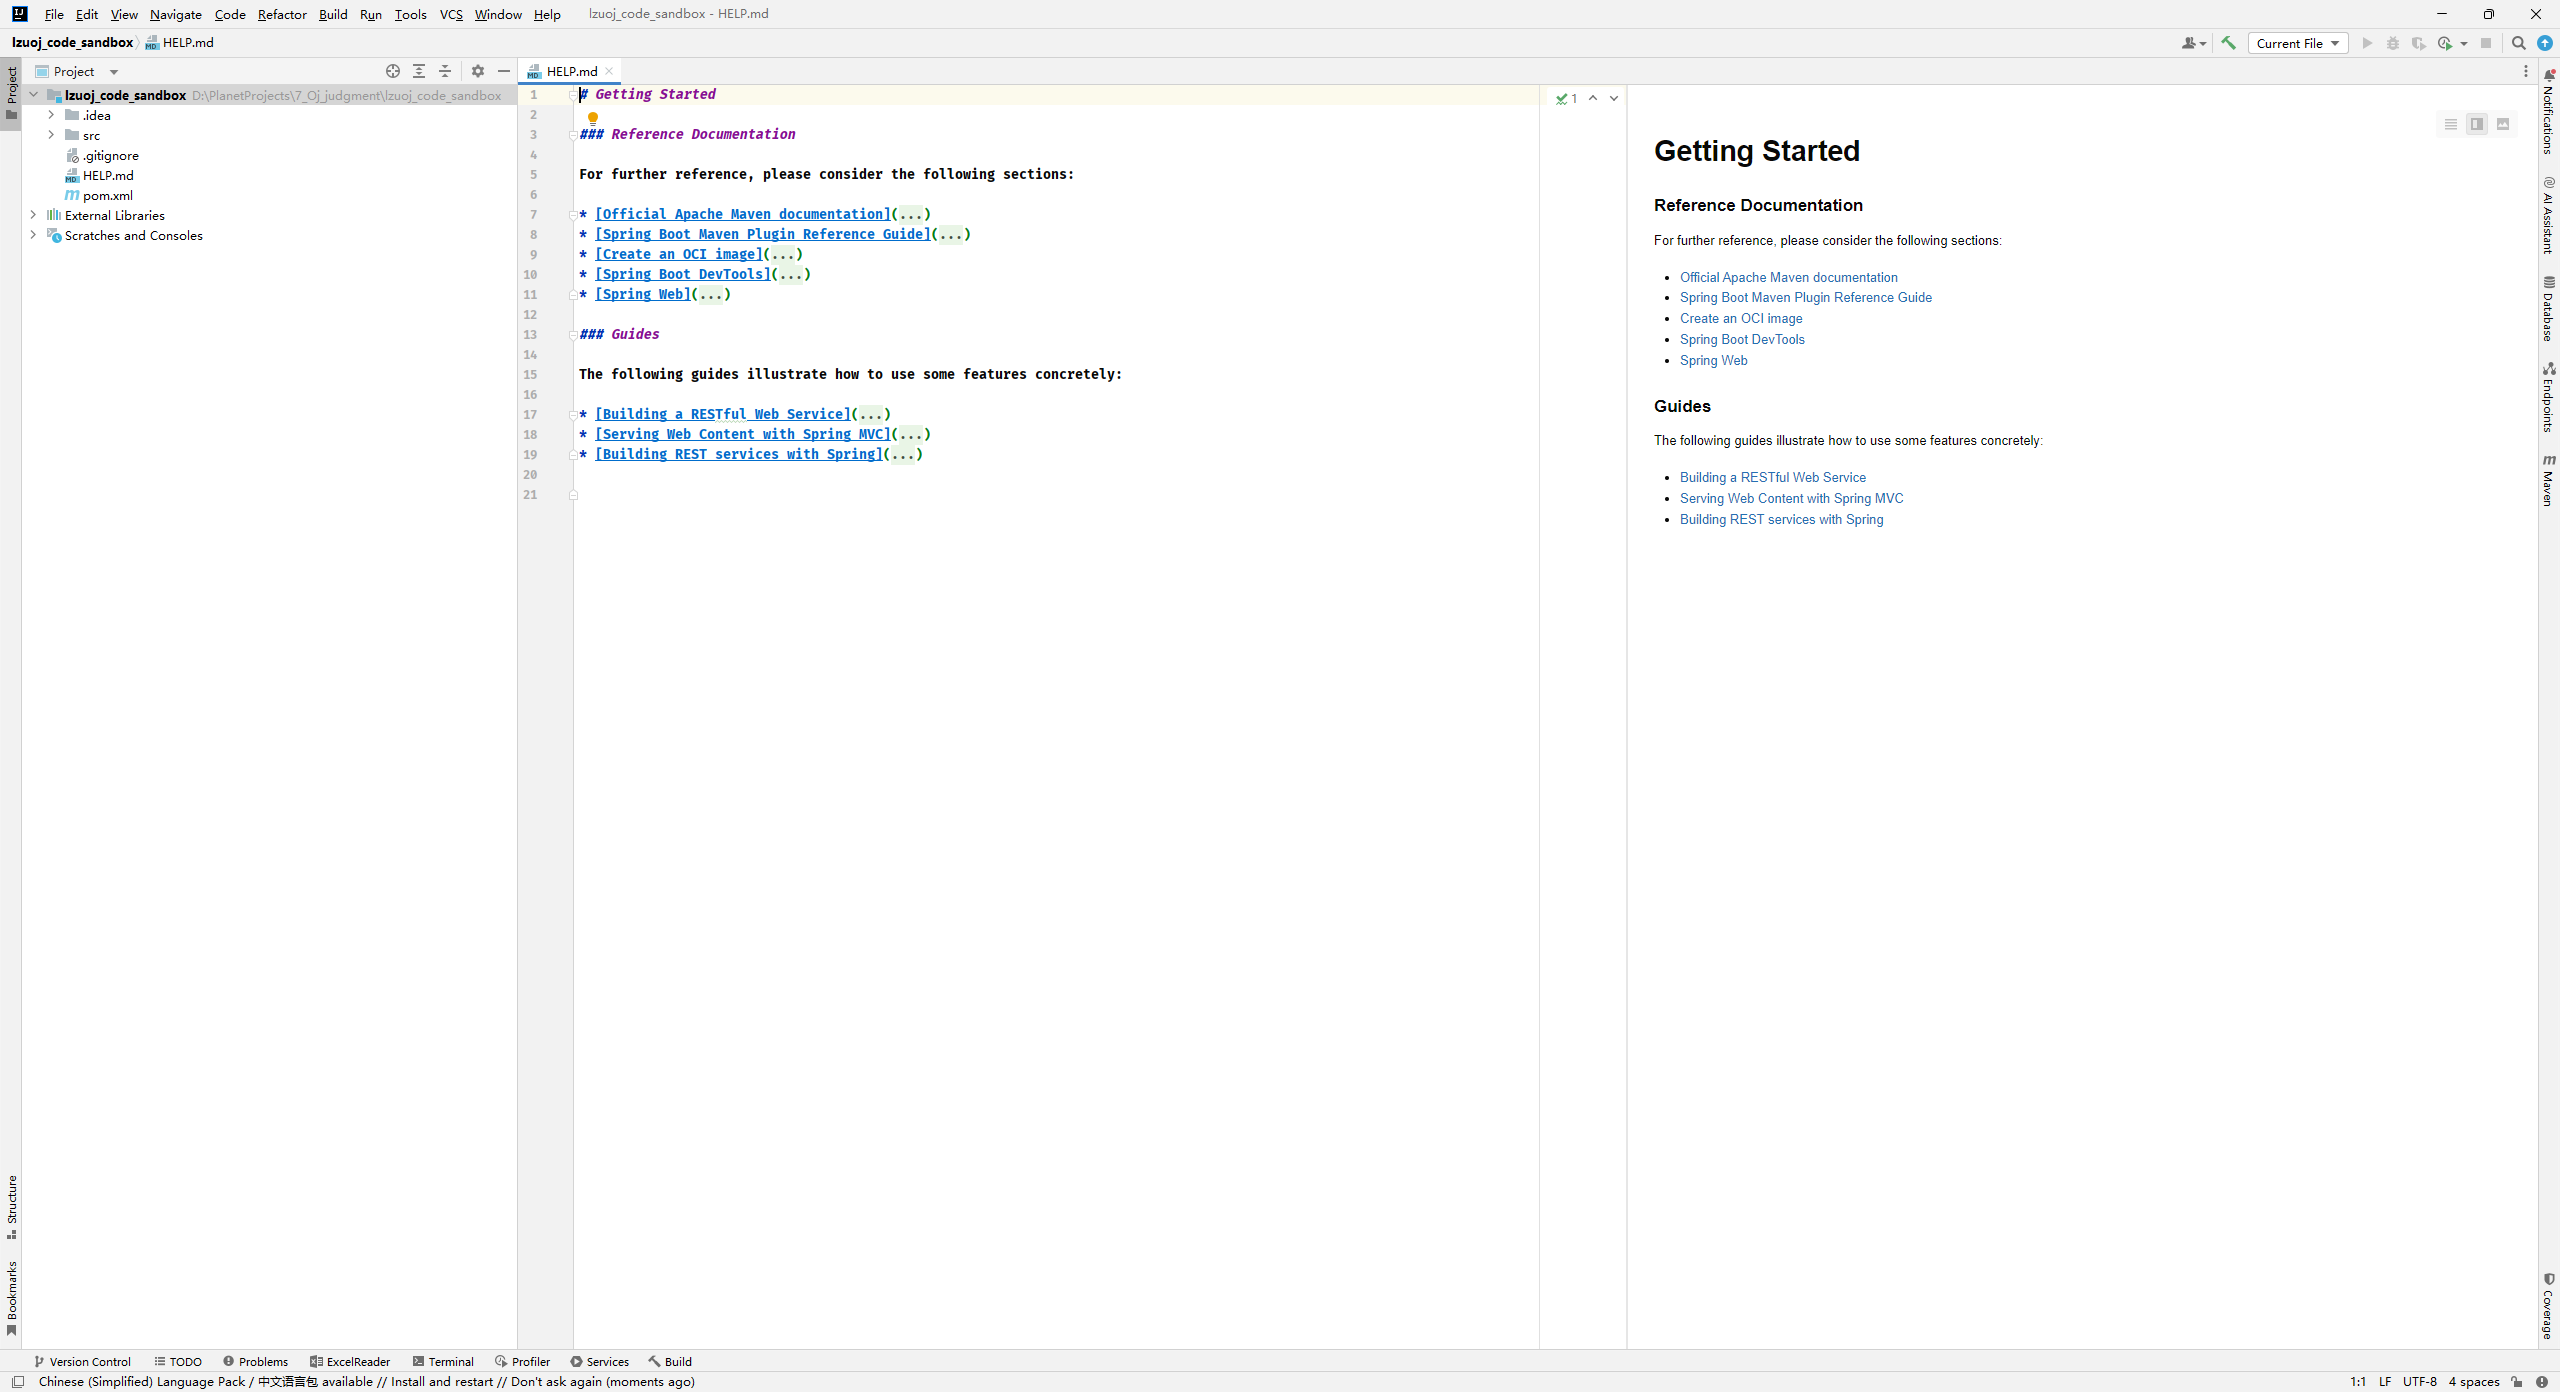 File Edit View Navigate Code Refactor Build Run Tools VCS Window Help lzuoj_code_sandbox - HELP.md
lzuoj_code_sandbox HELP.md
Current File
Project
HELP.md
Project
lzuoj_code_sandbox D:\PlanetProjects\7_Oj_judgment\lzuoj_code_sandbox
.idea
src
.gitignore
HELP.md
pom.xml
External Libraries
Scratches and Consoles
1 # Getting Started
2
3 ### Reference Documentation
4
5 For further reference, please consider the following sections:
6
7 * [Official Apache Maven documentation](...)
8 * [Spring Boot Maven Plugin Reference Guide](...)
9 * [Create an OCI image](...)
10 * [Spring Boot DevTools](...)
11 * [Spring Web](...)
12
13 ### Guides
14
15 The following guides illustrate how to use some features concretely:
16
17 * [Building a RESTful Web Service](...)
18 * [Serving Web Content with Spring MVC](...)
19 * [Building REST services with Spring](...)
20
21
1
Getting Started
Reference Documentation
For further reference, please consider the following sections:
Official Apache Maven documentation
Spring Boot Maven Plugin Reference Guide
Create an OCI image
Spring Boot DevTools
Spring Web
Guides
The following guides illustrate how to use some features concretely:
Building a RESTful Web Service
Serving Web Content with Spring MVC
Building REST services with Spring
Notifications
AI Assistant
Database
Endpoints
Maven
Coverage
Structure
Bookmarks
Version Control TODO Problems ExcelReader Terminal Profiler Services Build
Chinese (Simplified) Language Pack / 中文语言包 available // Install and restart // Don't ask again (moments ago) 1:1 LF UTF-8 4 spaces